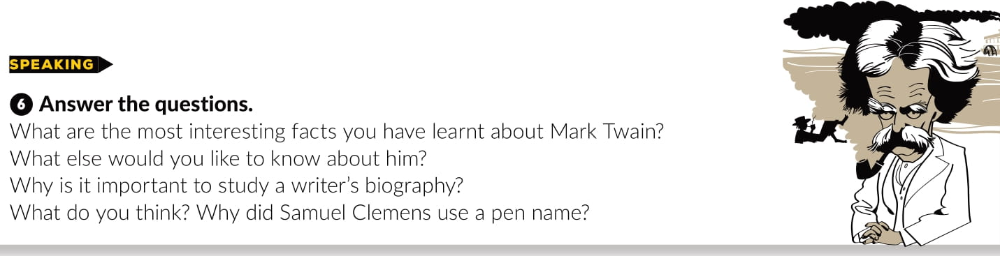 SPEAKING
6 Answer the questions.
What are the most interesting facts you have learnt about Mark Twain?
What else would you like to know about him?
Why is it important to study a writer’s biography?
What do you think? Why did Samuel Clemens use a pen name?